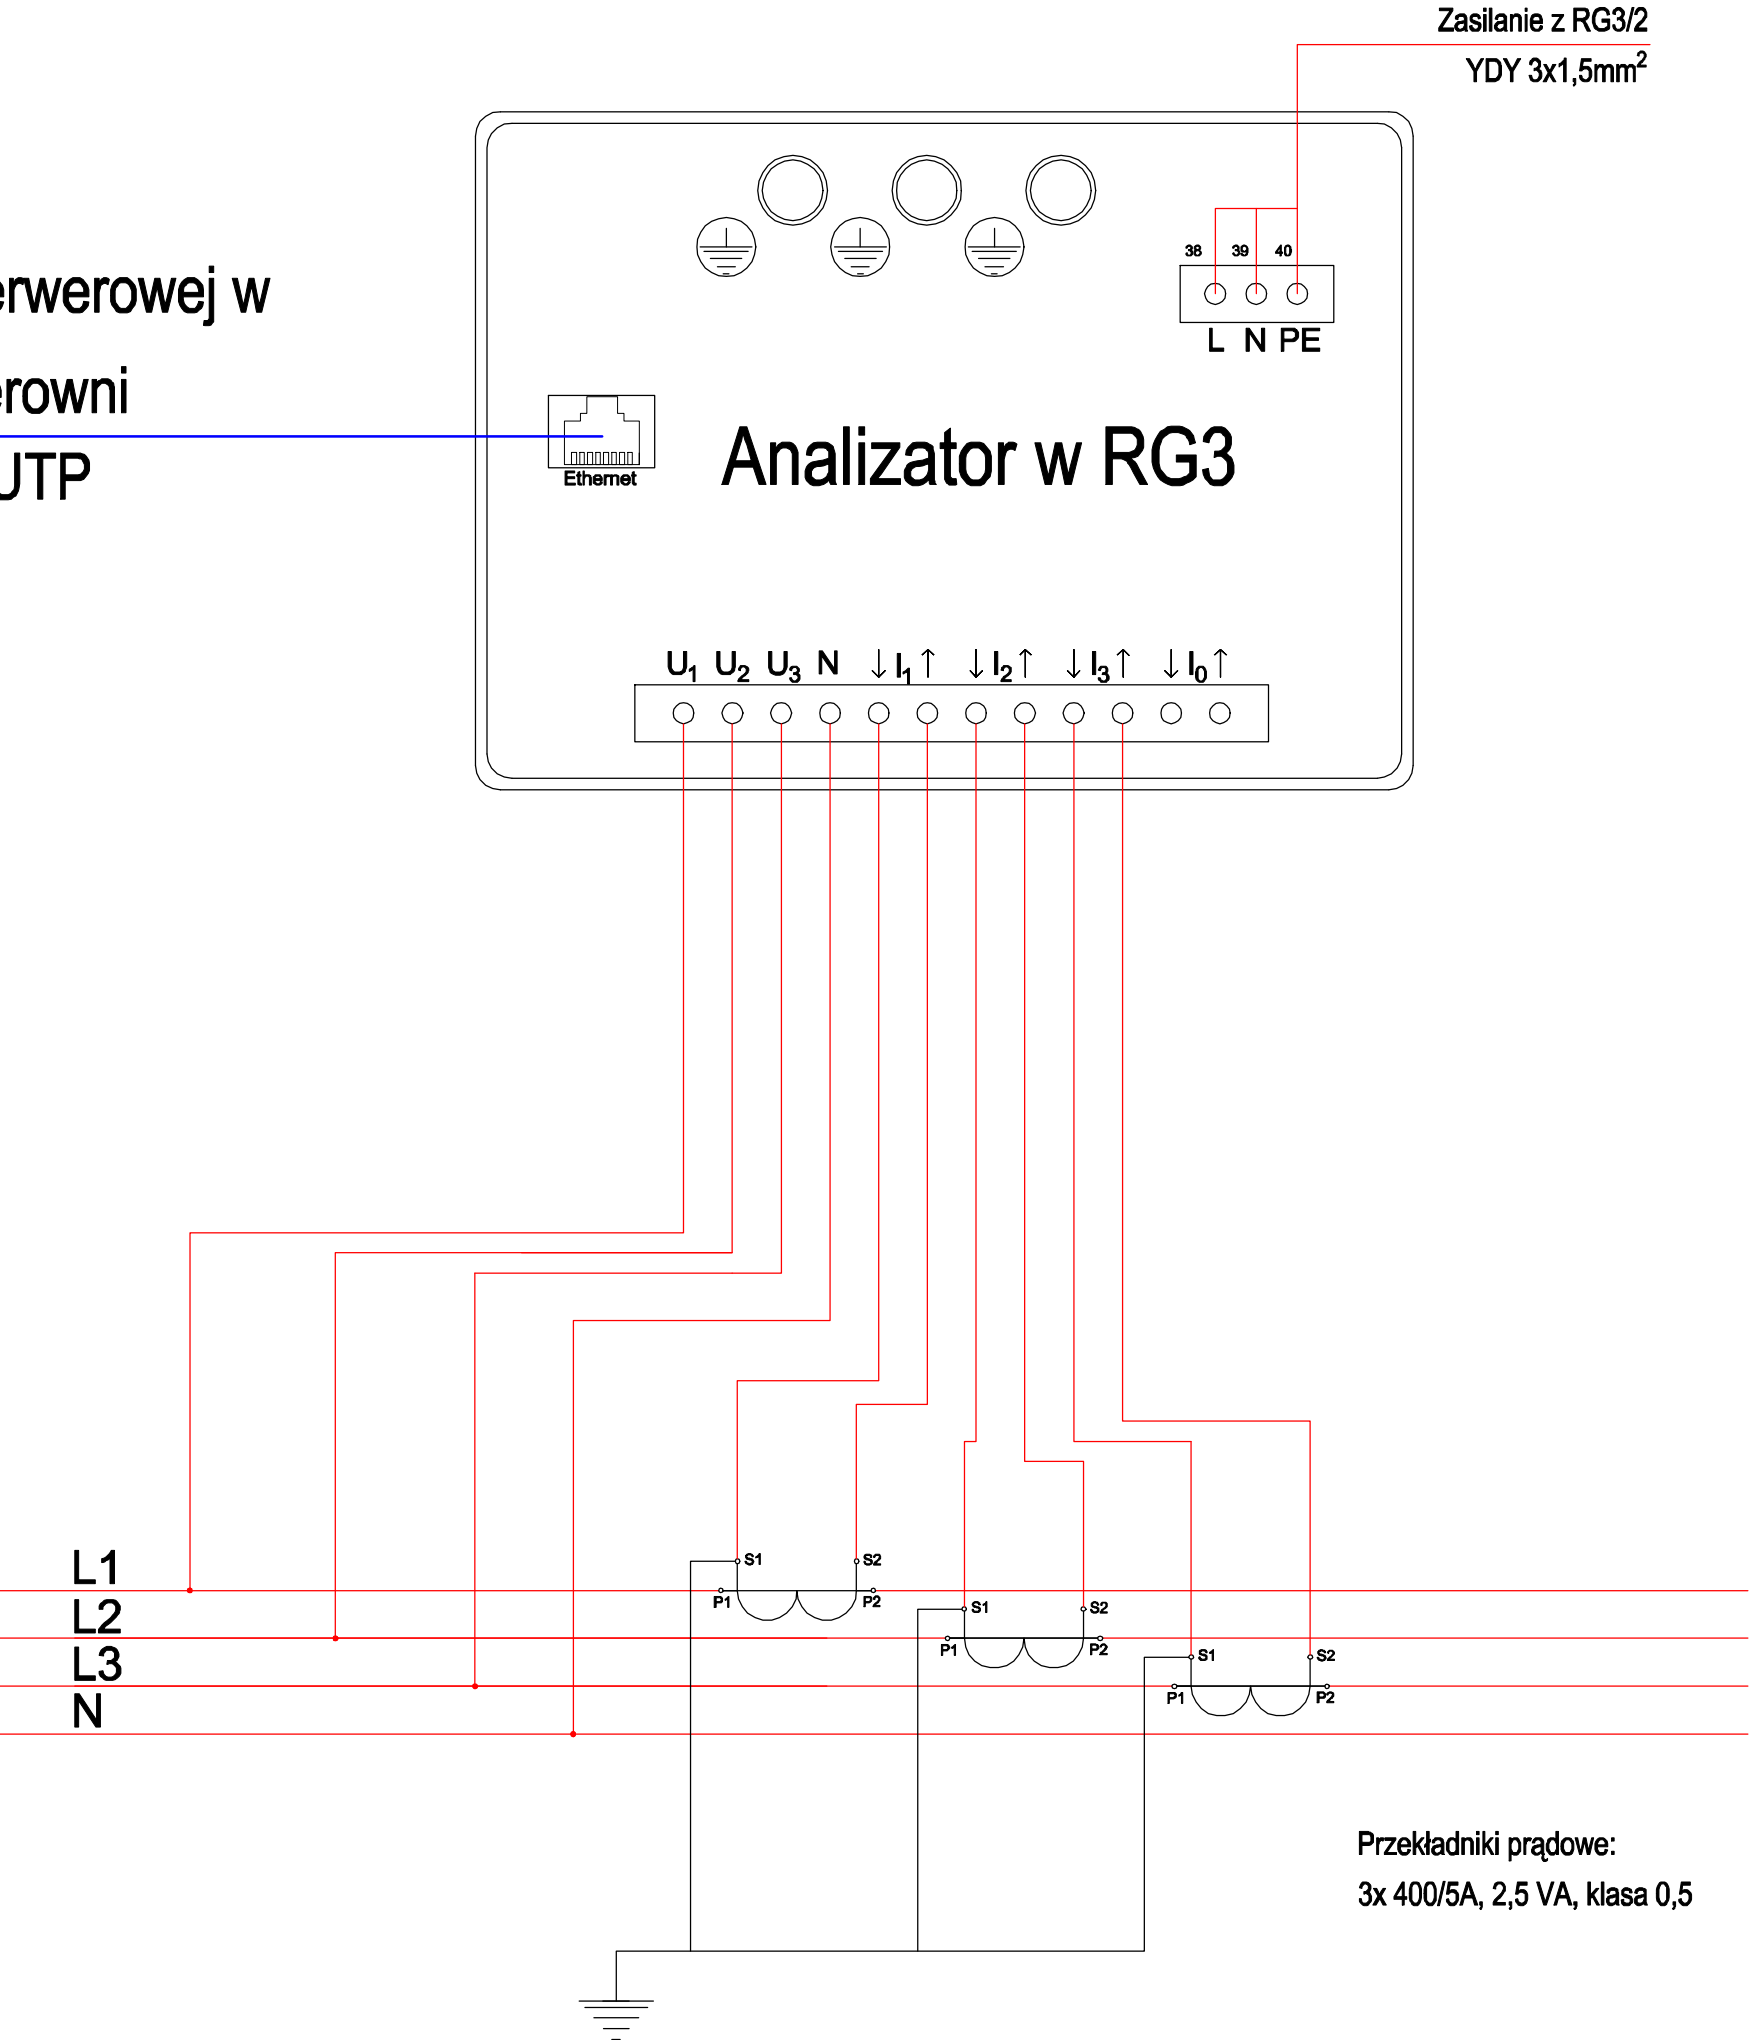 Zasilanie z RG3/2
YDY 3x1,5mm²
38 39 40
L N PE
erwerowej w
erowni
UTP
Ethernet
Analizator w RG3
U₁ U₂ U₃ N ↓ I₁ ↑ ↓ I₂ ↑ ↓ I₃ ↑ ↓ I₀ ↑
L1
S1 S2
P1 P2
L2
S1 S2
P1 P2
L3
S1 S2
P1 P2
N
Przekładniki prądowe:
3x 400/5A, 2,5 VA, klasa 0,5